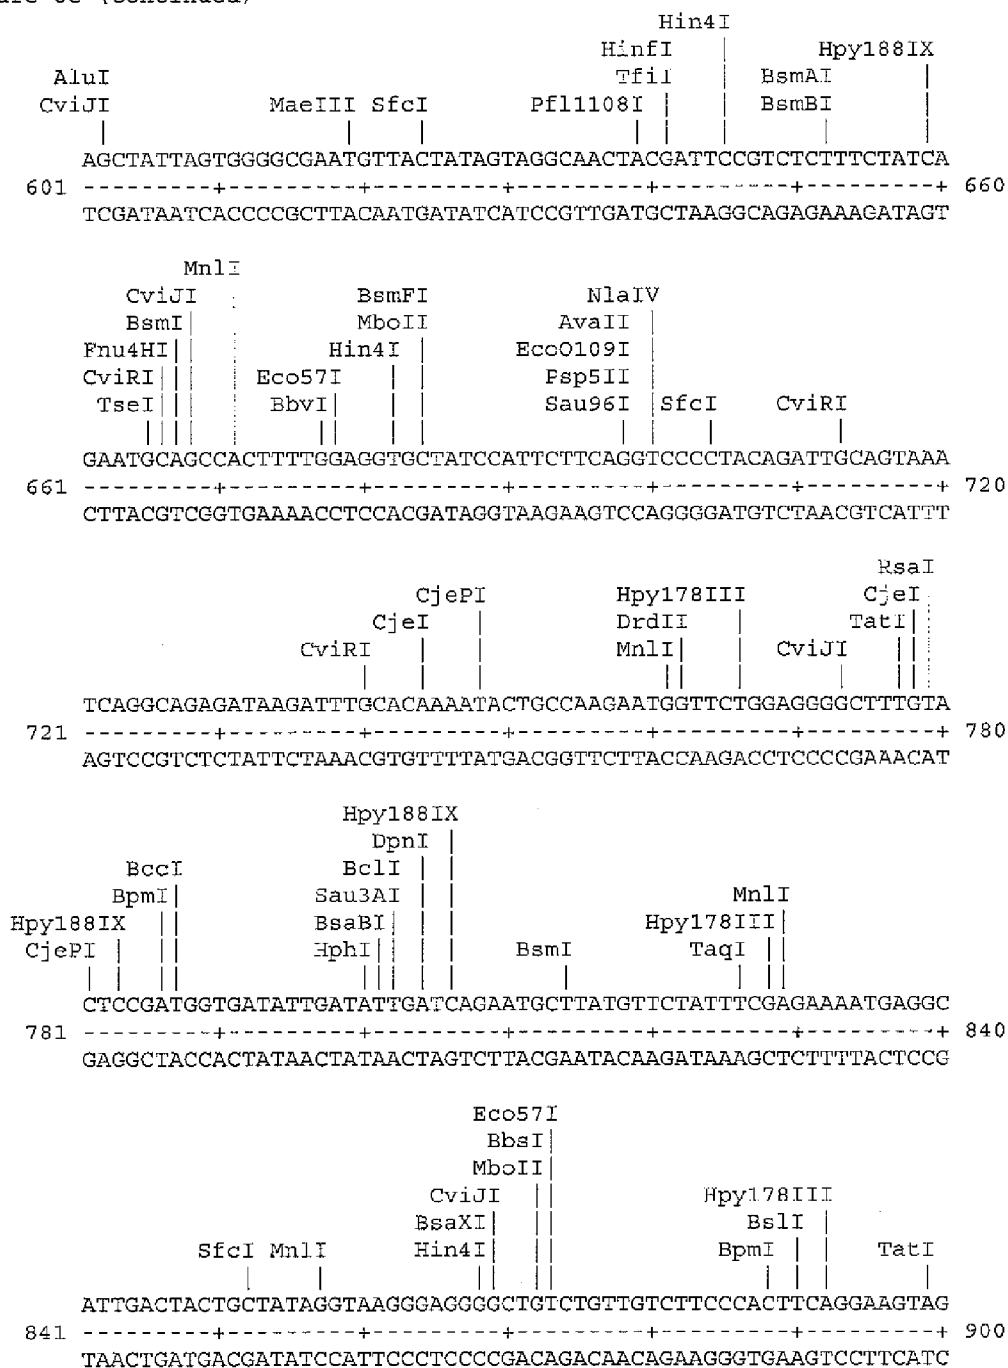 Hin4I
HinfI Hpy188IX
AluI TfiI BsmAI
CviJI MaeIII SfcI Pfl1108I BsmBI
AGCTATTAGTGGGGCGAATGTTACTATAGTAGGCAACTACGATTCCGTCTCTTTCTATCA
601 ---------+---------+---------+---------+---------+---------+ 660
TCGATAATCACCCCGCTTACAATGATATCATCCGTTGATGCTAAGGCAGAGAAAGATAGT
MnlI
CviJI BsmFI NlaIV
BsmI MboII AvaII
Fnu4HI Hin4I EcoO109I
CviRI Eco57I Psp5II
TseI BbvI Sau96I SfcI CviRI
GAATGCAGCCACTTTTGGAGGTGCTATCCATTCTTCAGGTCCCCTACAGATTGCAGTAAA
661 ---------+---------+---------+---------+---------+---------+ 720
CTTACGTCGGTGAAAACCTCCACGATAGGTAAGAAGTCCAGGGGATGTCTAACGTCATTT
RsaI
CjePI Hpy178III CjeI
CjeI DrdII TatI
CviRI MnlI CviJI
TCAGGCAGAGATAAGATTTGCACAAAATACTGCCAAGAATGGTTCTGGAGGGGCTTTGTA
721 ---------+---------+---------+---------+---------+---------+ 780
AGTCCGTCTCTATTCTAAACGTGTTTTATGACGGTTCTTACCAAGACCTCCCCGAAACAT
Hpy188IX
DpnI
BccI BclI
BpmI Sau3AI MnlI
Hpy188IX BsaBI Hpy178III
CjePI HphI BsmI TaqI
CTCCGATGGTGATATTGATATTGATCAGAATGCTTATGTTCTATTTCGAGAAAATGAGGC
781 ---------+---------+---------+---------+---------+---------+ 840
GAGGCTACCACTATAACTATAACTAGTCTTACGAATACAAGATAAAGCTCTTTTACTCCG
Eco57I
BbsI
MboII
CviJI Hpy178III
BsaXI BslI
SfcI MnlI Hin4I BpmI TatI
ATTGACTACTGCTATAGGTAAGGGAGGGGCTGTCTGTTGTCTTCCCACTTCAGGAAGTAG
841 ---------+---------+---------+---------+---------+---------+ 900
TAACTGATGACGATATCCATTCCCTCCCCGACAGACAACAGAAGGGTGAAGTCCTTCATC